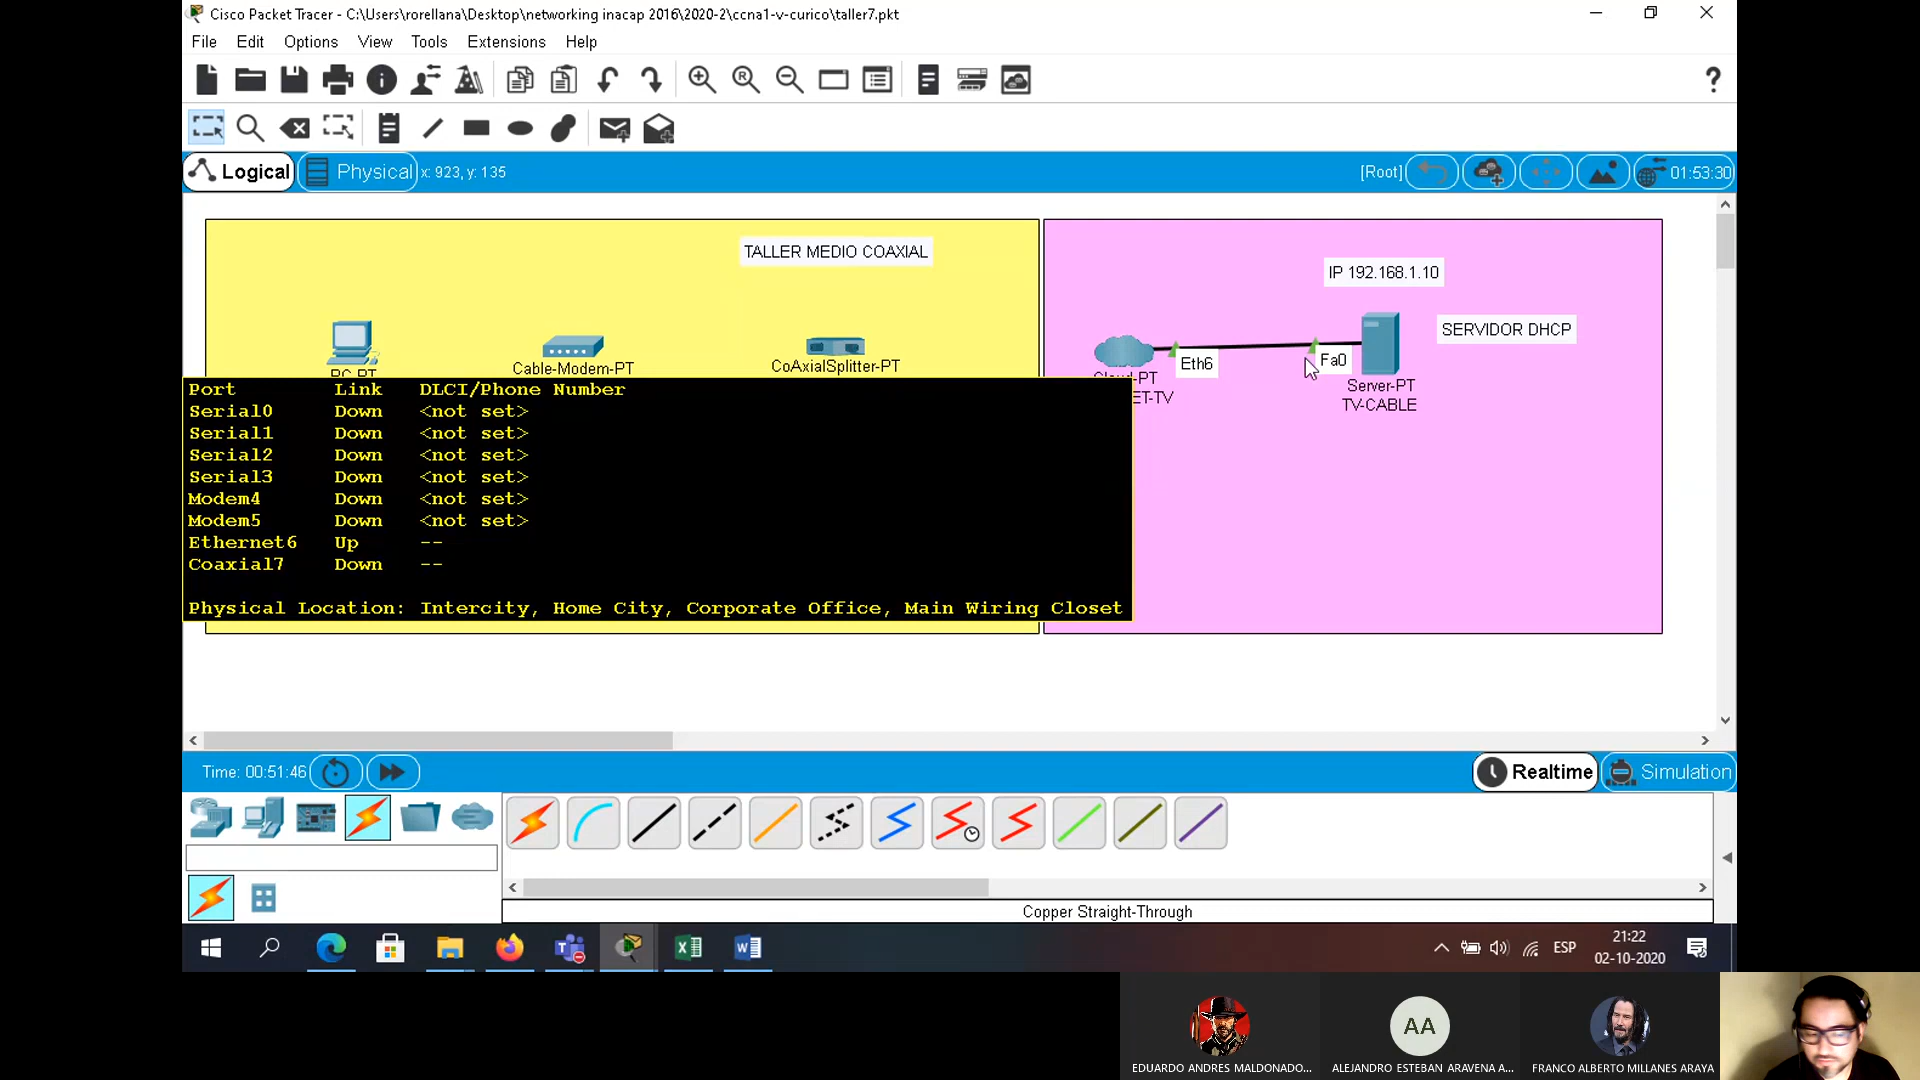 Cisco Packet Tracer - C:\Users\rorellana\Desktop\networking inacap 2016\2020-2\ccna1-v-curico\taller7.pkt
File Edit Options View Tools Extensions Help
Logical Physical x: 923, y: 135 [Root] 01:53:30
TALLER MEDIO COAXIAL
IP 192.168.1.10
SERVIDOR DHCP
Eth6 Fa0
PC-PT Cable-Modem-PT CoAxialSplitter-PT Cloud-PT Server-PT
ET-TV TV-CABLE
Port Link DLCI/Phone Number
Serial0 Down <not set>
Serial1 Down <not set>
Serial2 Down <not set>
Serial3 Down <not set>
Modem4 Down <not set>
Modem5 Down <not set>
Ethernet6 Up --
Coaxial7 Down --
Physical Location: Intercity, Home City, Corporate Office, Main Wiring Closet
Time: 00:51:46 Realtime Simulation
Copper Straight-Through
ESP
21:22
02-10-2020
AA
EDUARDO ANDRES MALDONADO... ALEJANDRO ESTEBAN ARAVENA A... FRANCO ALBERTO MILLANES ARAYA